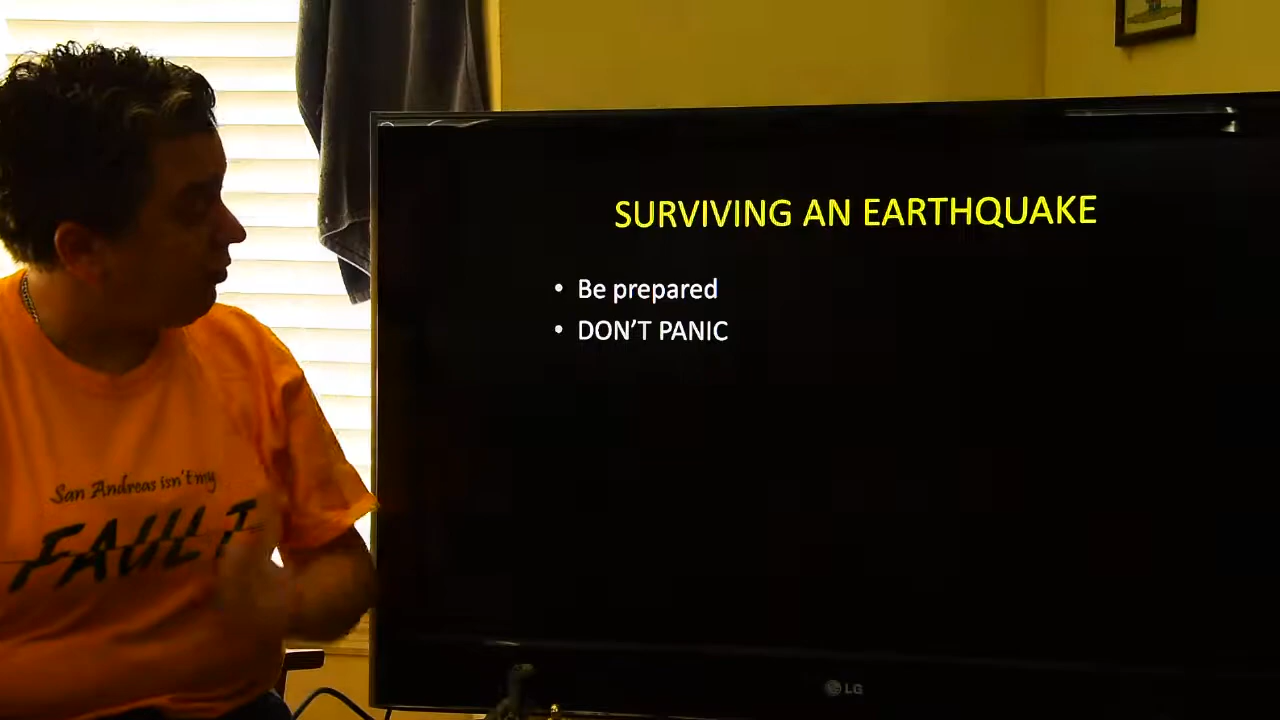 SURVIVING AN EARTHQUAKE
• Be prepared
• DON'T PANIC
San Andreas isn't my
FAULT
LG